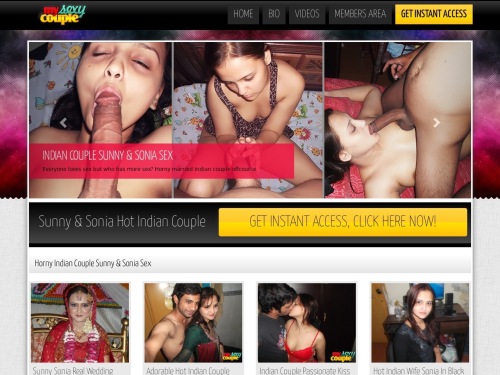 my sexy
couple
HOME BIO VIDEOS MEMBERS AREA GET INSTANT ACCESS
INDIAN COUPLE SUNNY & SONIA SEX
Everyone loves sex but who has more sex? Horny married indian couple ofcourse
Sunny & Sonia Hot Indian Couple GET INSTANT ACCESS, CLICK HERE NOW!
Horny Indian Couple Sunny & Sonia Sex
my sexy
couple
my sexy
couple
Sunny Sonia Real Wedding Adorable Hot Indian Couple Indian Couple Passionate Kiss Hot Indian Wife Sonia In Black